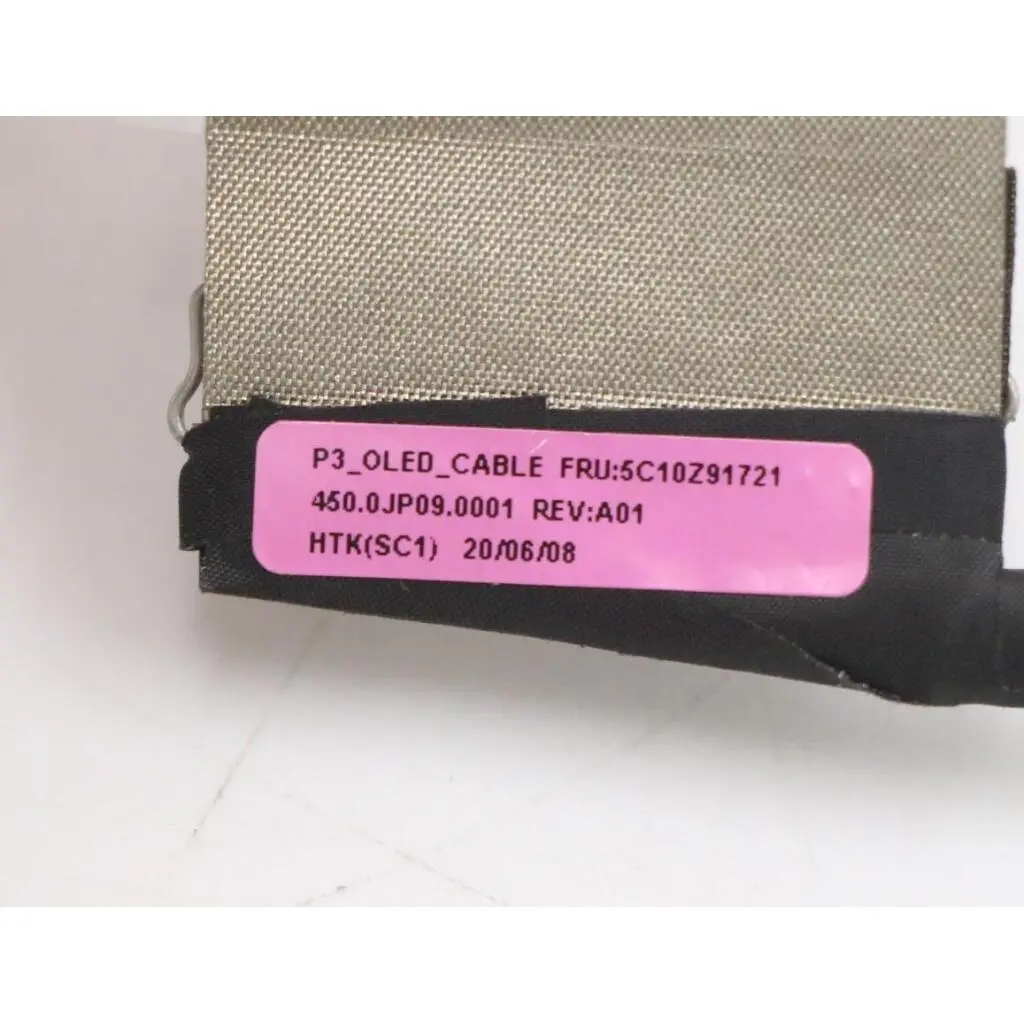 P3_OLED_CABLE FRU:5C10Z91721
450.0JP09.0001 REV:A01
HTK(SC1) 20/06/08